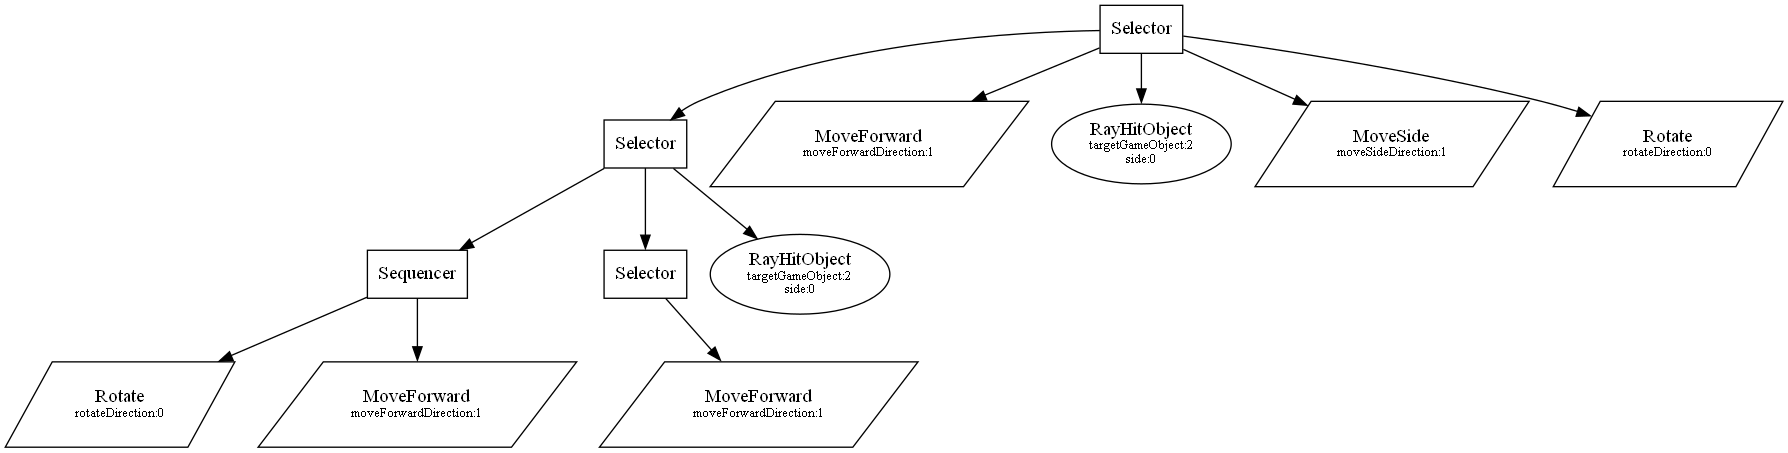 Selector
Selector
MoveForward
moveForwardDirection:1
RayHitObject
targetGameObject:2
side:0
MoveSide
moveSideDirection:1
Rotate
rotateDirection:0
Sequencer
Selector
RayHitObject
targetGameObject:2
side:0
Rotate
rotateDirection:0
MoveForward
moveForwardDirection:1
MoveForward
moveForwardDirection:1